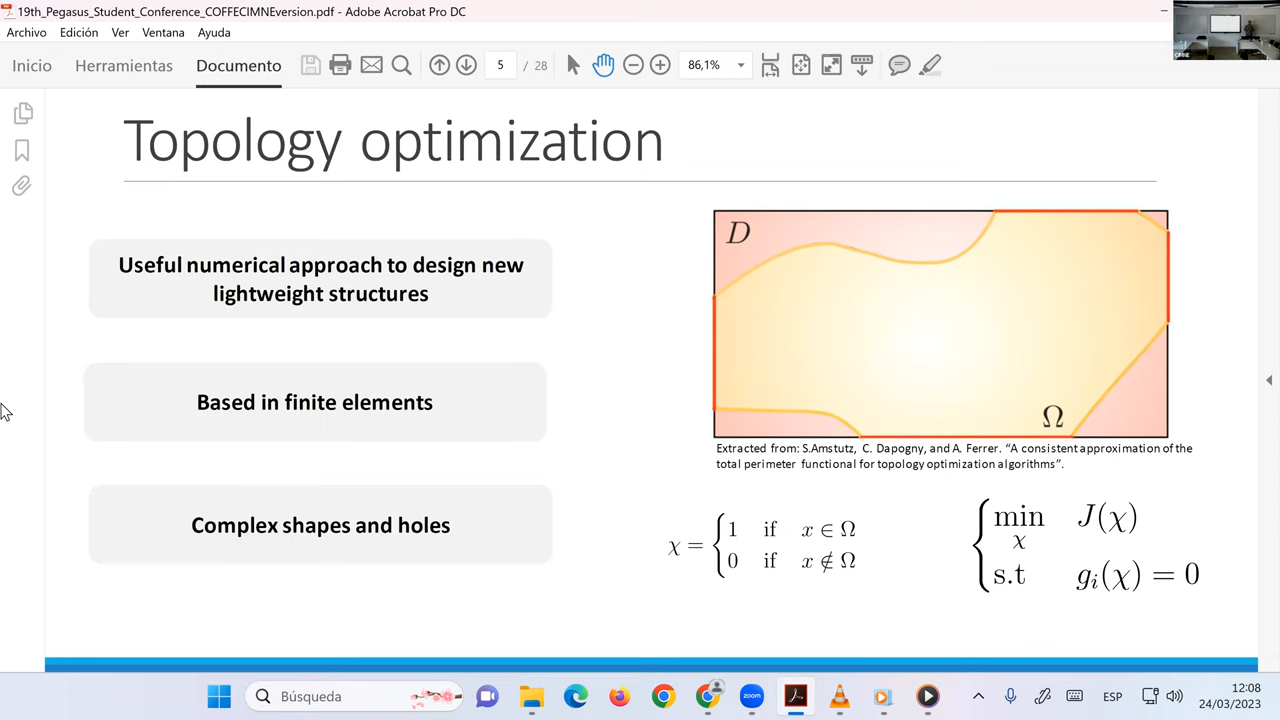 19th_Pegasus_Student_Conference_COFFECIMNEversion.pdf - Adobe Acrobat Pro DC
Archivo Edición Ver Ventana Ayuda
Inicio Herramientas Documento 5 / 28 86,1%
Topology optimization
Useful numerical approach to design new
lightweight structures
Based in finite elements
Complex shapes and holes
D
Ω
Extracted from: S.Amstutz, C. Dapogny, and A. Ferrer. “A consistent approximation of the
total perimeter functional for topology optimization algorithms”.
χ = { 1 if x ∈ Ω
0 if x ∉ Ω
min J(χ)
χ
s.t g_i(χ) = 0
Búsqueda
zoom
ESP
12:08
24/03/2023